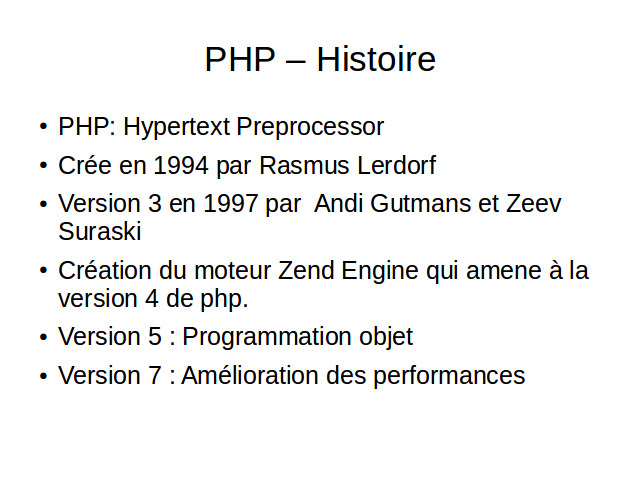 PHP – Histoire
• PHP: Hypertext Preprocessor
• Crée en 1994 par Rasmus Lerdorf
• Version 3 en 1997 par  Andi Gutmans et Zeev
Suraski
• Création du moteur Zend Engine qui amene à la
version 4 de php.
• Version 5 : Programmation objet
• Version 7 : Amélioration des performances